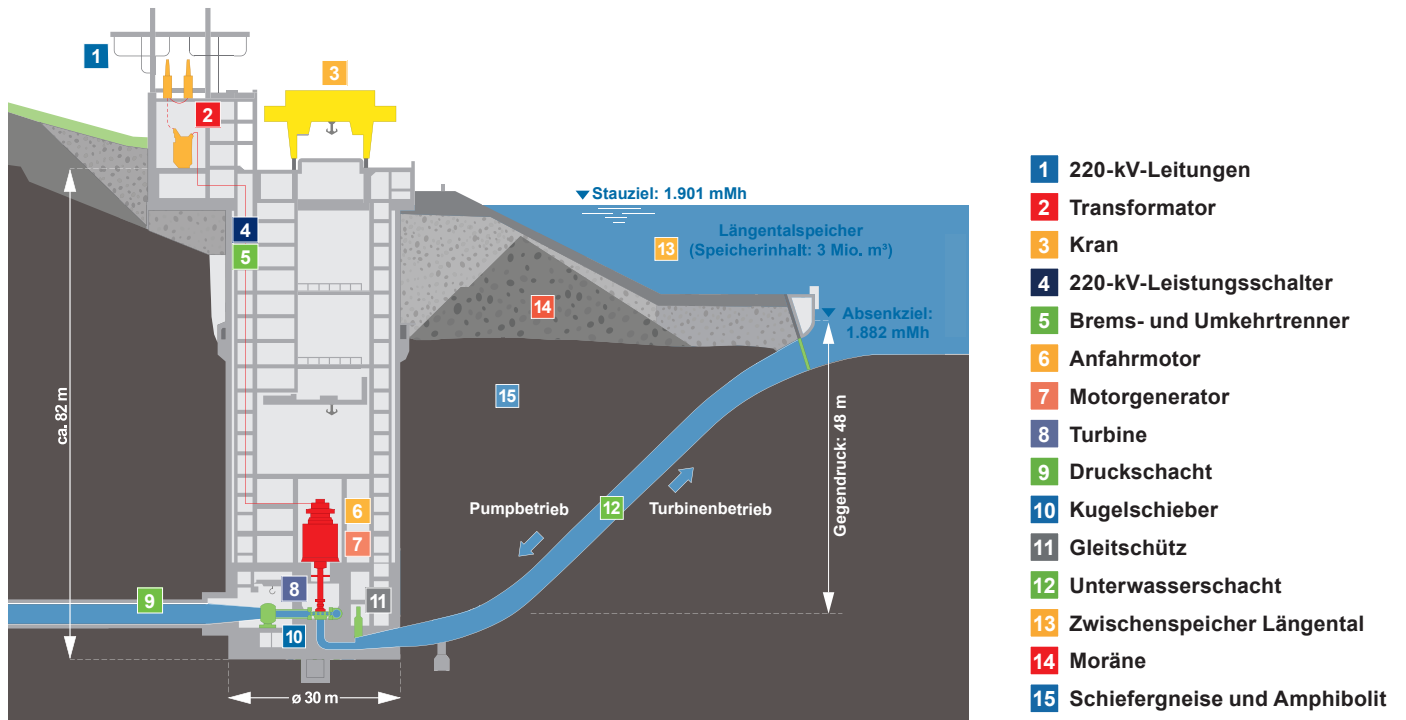 1
2
3
Stauziel: 1.901 mMh
4
5
Längentalspeicher
(Speicherinhalt: 3 Mio. m³)
13
14
Absenkziel:
1.882 mMh
15
ca. 82 m
Gegendruck: 48 m
Pumpbetrieb
12
Turbinenbetrieb
6
7
8
9
11
10
ø 30 m
1 220-kV-Leitungen
2 Transformator
3 Kran
4 220-kV-Leistungsschalter
5 Brems- und Umkehrtrenner
6 Anfahrmotor
7 Motorgenerator
8 Turbine
9 Druckschacht
10 Kugelschieber
11 Gleitschütz
12 Unterwasserschacht
13 Zwischenspeicher Längental
14 Moräne
15 Schiefergneise und Amphibolit